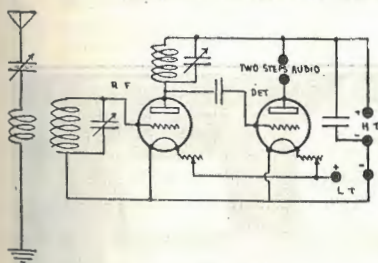 TWO STEPS AUDIO
R F
DET
+
H T
-
-
+
L T